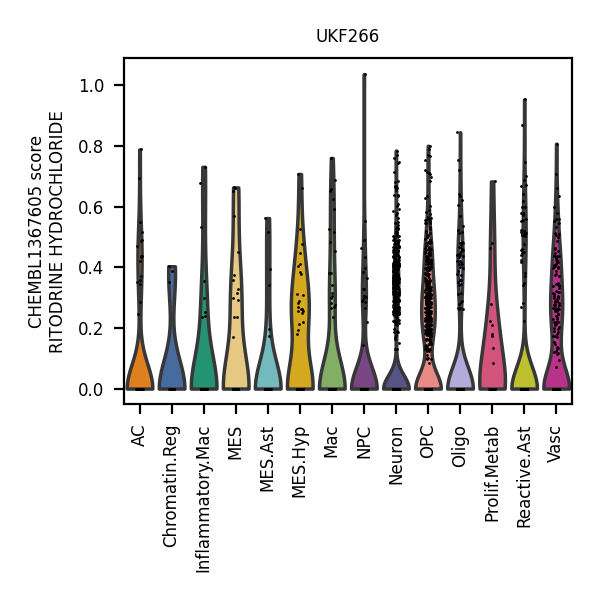 UKF266
CHEMBL1367605 score
RITODRINE HYDROCHLORIDE
1.0
0.8
0.6
0.4
0.2
0.0
AC
Chromatin.Reg
Inflammatory.Mac
MES
MES.Ast
MES.Hyp
Mac
NPC
Neuron
OPC
Oligo
Prolif.Metab
Reactive.Ast
Vasc